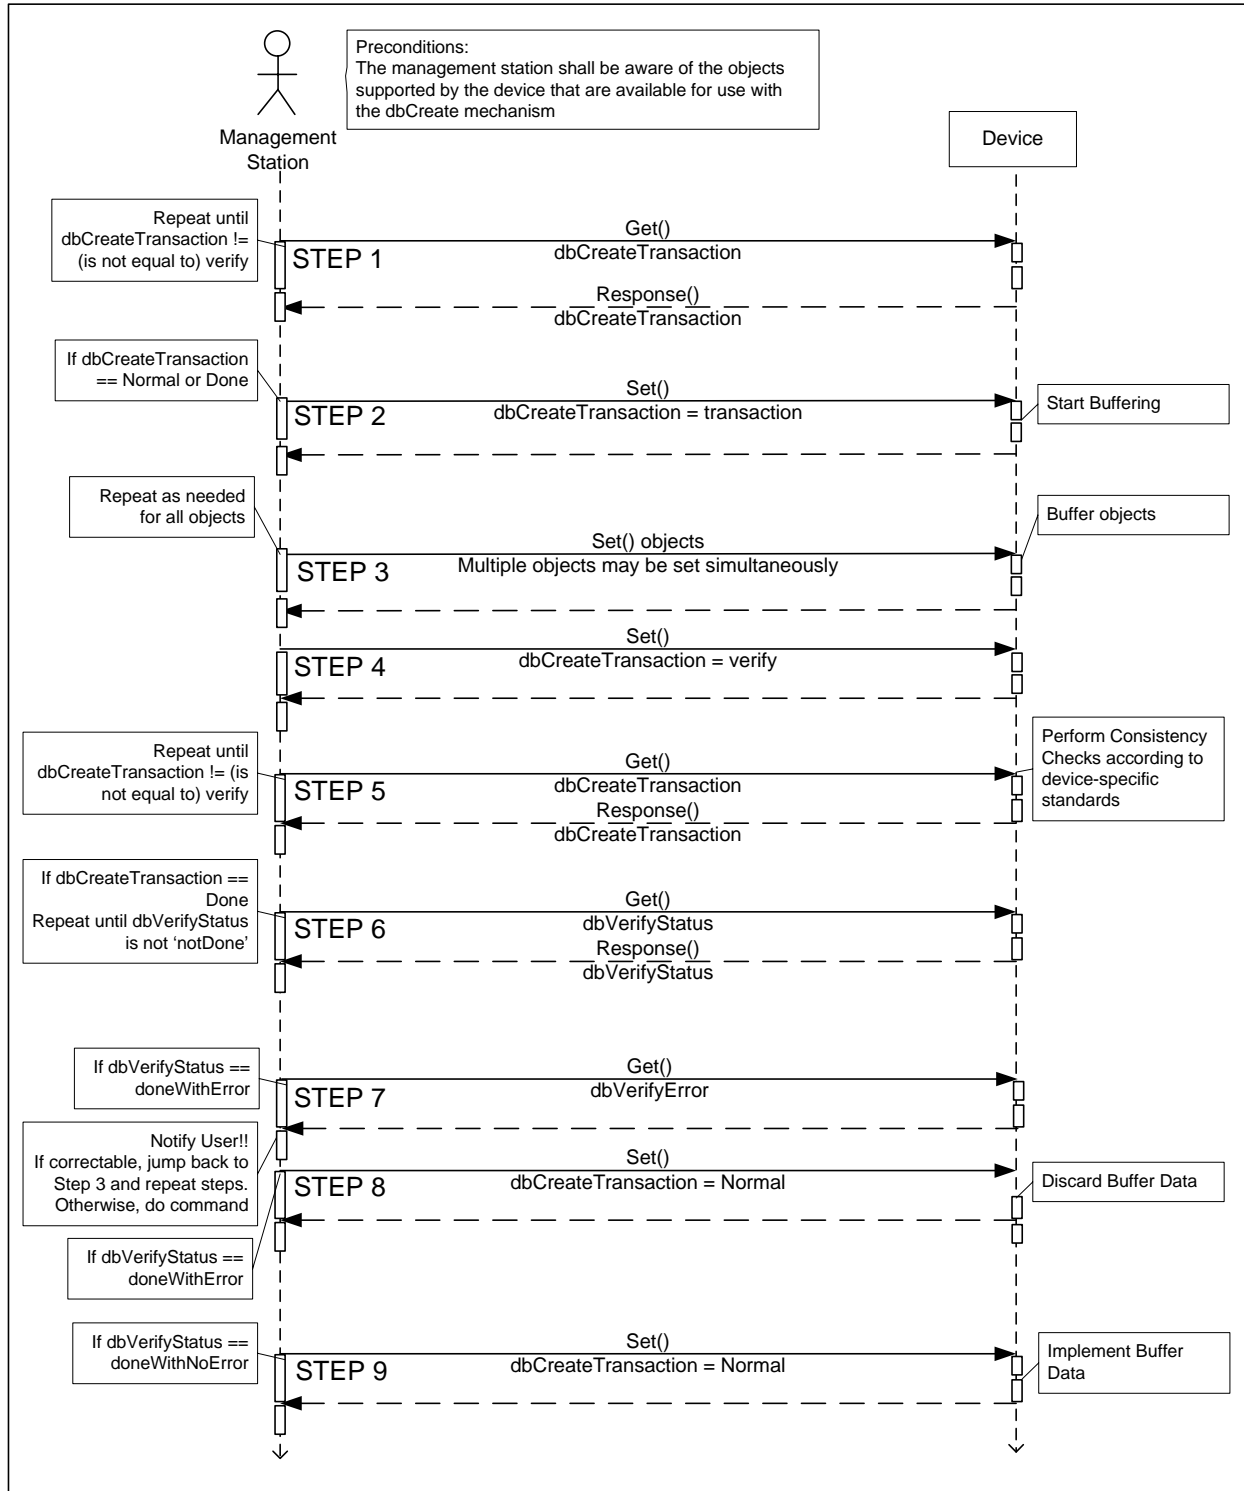 Preconditions:
The management station shall be aware of the objects
supported by the device that are available for use with
the dbCreate mechanism
Management
Station
Device
Repeat until
dbCreateTransaction !=
(is not equal to) verify
STEP 1
Get()
dbCreateTransaction
Response()
dbCreateTransaction
If dbCreateTransaction
== Normal or Done
STEP 2
Set()
dbCreateTransaction = transaction
Start Buffering
Repeat as needed
for all objects
STEP 3
Set() objects
Multiple objects may be set simultaneously
Buffer objects
STEP 4
Set()
dbCreateTransaction = verify
Repeat until
dbCreateTransaction != (is
not equal to) verify
STEP 5
Get()
dbCreateTransaction
Response()
dbCreateTransaction
Perform Consistency
Checks according to
device-specific
standards
If dbCreateTransaction ==
Done
Repeat until dbVerifyStatus
is not ‘notDone’
STEP 6
Get()
dbVerifyStatus
Response()
dbVerifyStatus
If dbVerifyStatus ==
doneWithError
STEP 7
Get()
dbVerifyError
Notify User!!
If correctable, jump back to
Step 3 and repeat steps.
Otherwise, do command
STEP 8
Set()
dbCreateTransaction = Normal
Discard Buffer Data
If dbVerifyStatus ==
doneWithError
If dbVerifyStatus ==
doneWithNoError
STEP 9
Set()
dbCreateTransaction = Normal
Implement Buffer
Data